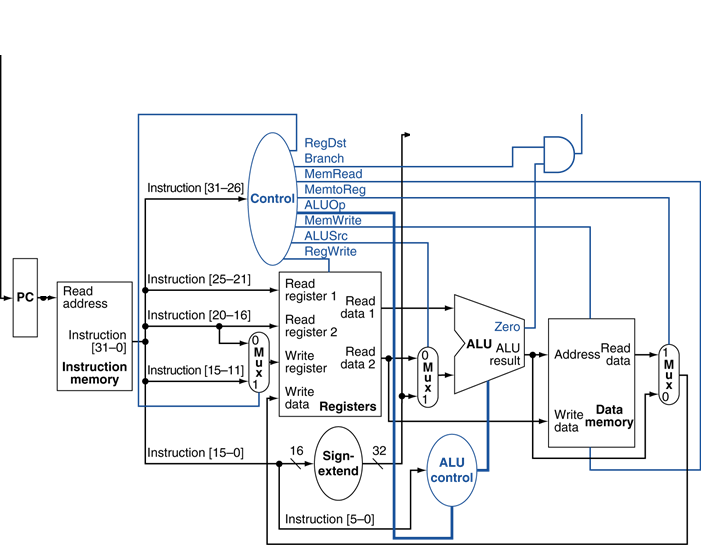 RegDst
Branch
MemRead
MemtoReg
ALUOp
MemWrite
ALUSrc
RegWrite
Control
Instruction [31–26]
Instruction [25–21]
Instruction [20–16]
Instruction [15–11]
Instruction [15–0]
Instruction [5–0]
PC
Read
address
Instruction
[31–0]
Instruction
memory
0
M
u
x
1
Read
register 1
Read
register 2
Write
register
Write
data
Read
data 1
Read
data 2
Registers
16
Sign-
extend
32
0
M
u
x
1
Zero
ALU
ALU
result
ALU
control
Address
Read
data
Write
data
Data
memory
1
M
u
x
0